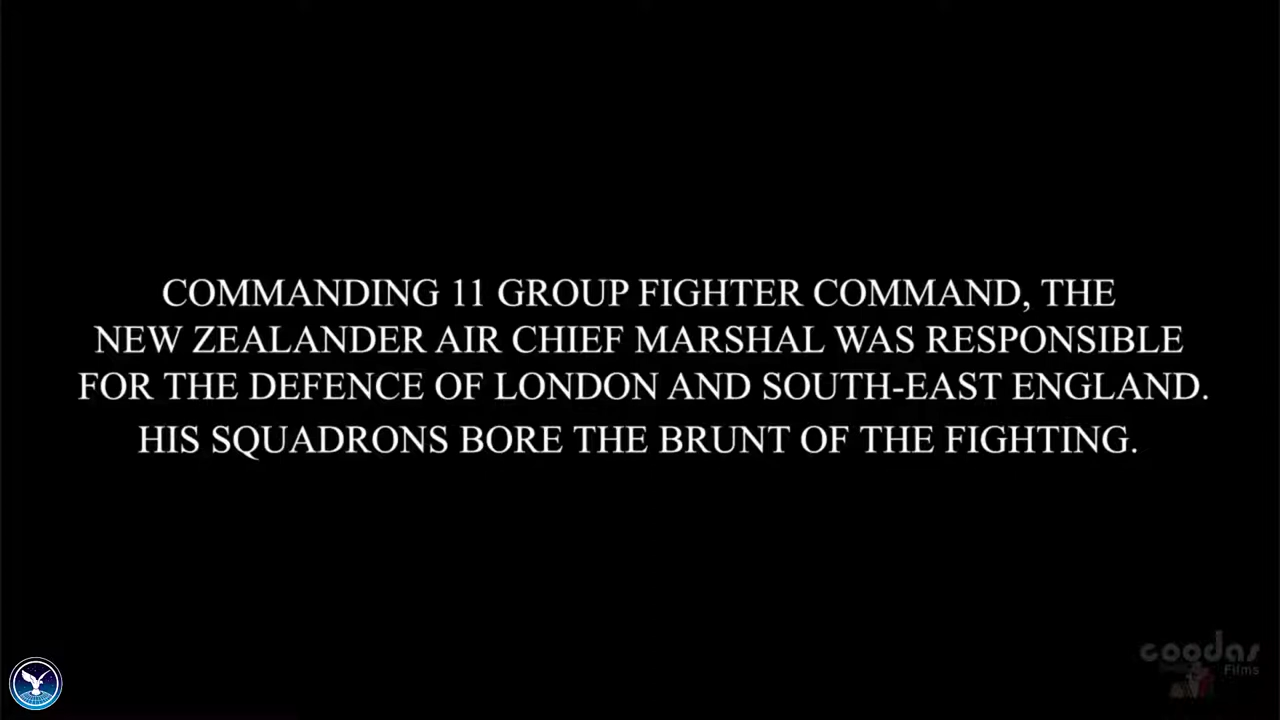 COMMANDING 11 GROUP FIGHTER COMMAND, THE
NEW ZEALANDER AIR CHIEF MARSHAL WAS RESPONSIBLE
FOR THE DEFENCE OF LONDON AND SOUTH-EAST ENGLAND.
HIS SQUADRONS BORE THE BRUNT OF THE FIGHTING.
coodas
Films